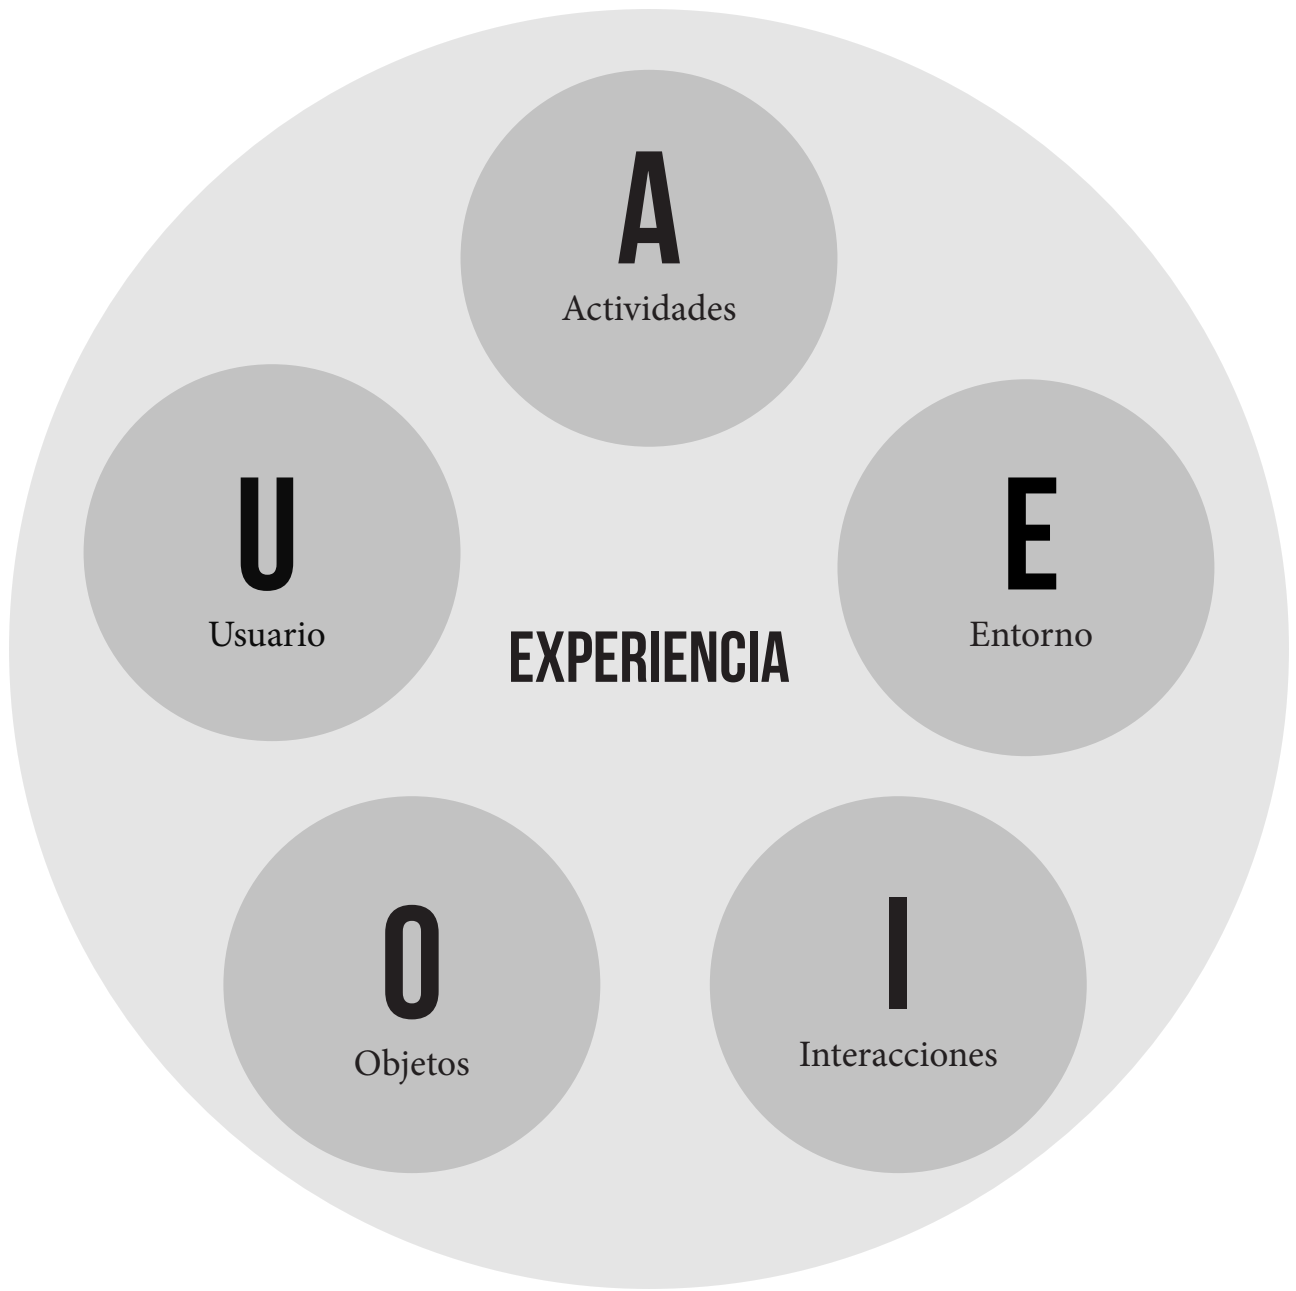 A
Actividades
U
Usuario
E
Entorno
EXPERIENCIA
O
Objetos
I
Interacciones